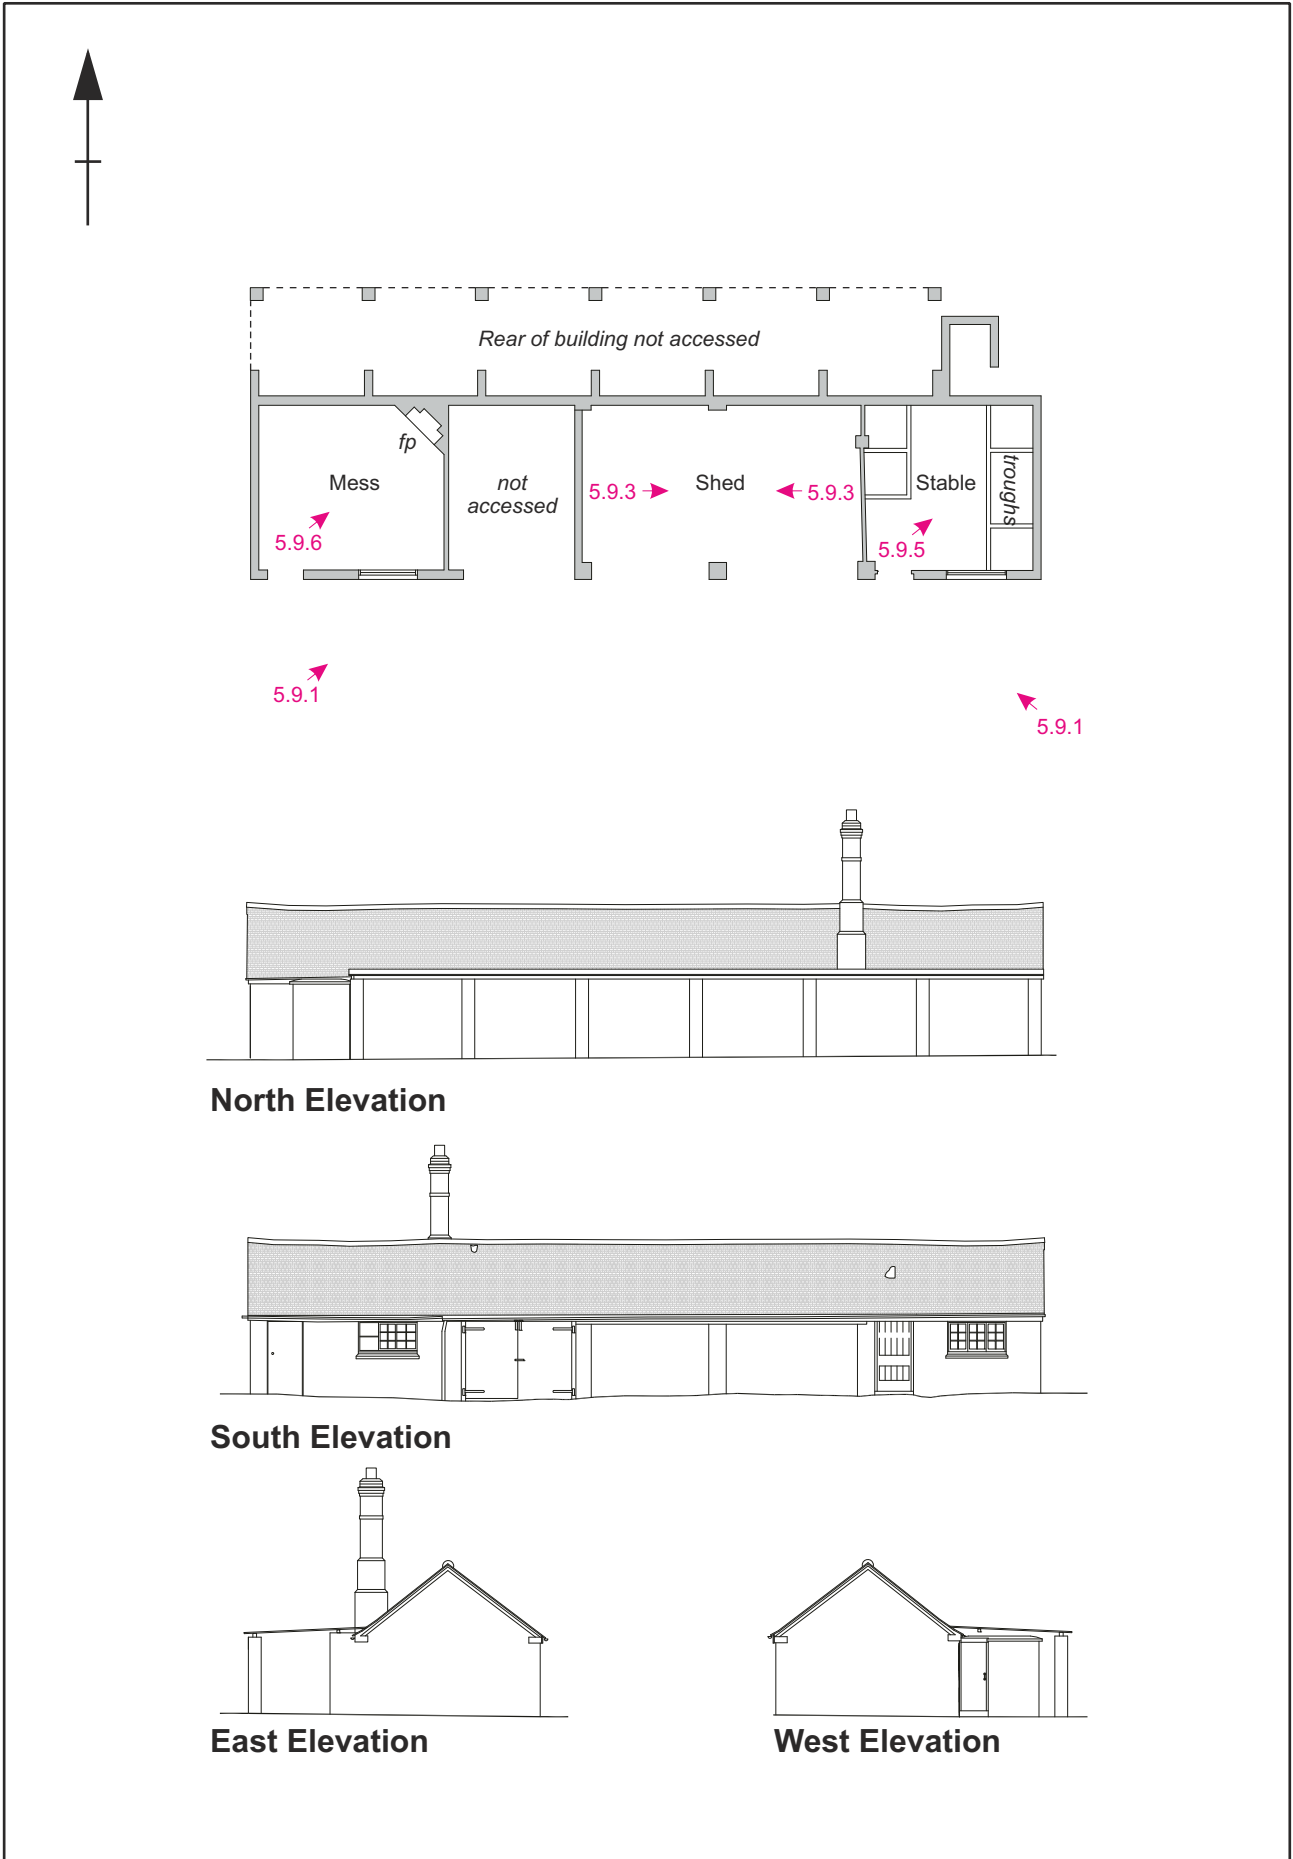 Rear of building not accessed
fp
Mess
not
accessed
5.9.3
Shed
5.9.3
Stable
troughs
5.9.6
5.9.5
5.9.1
5.9.1
North Elevation
South Elevation
East Elevation
West Elevation